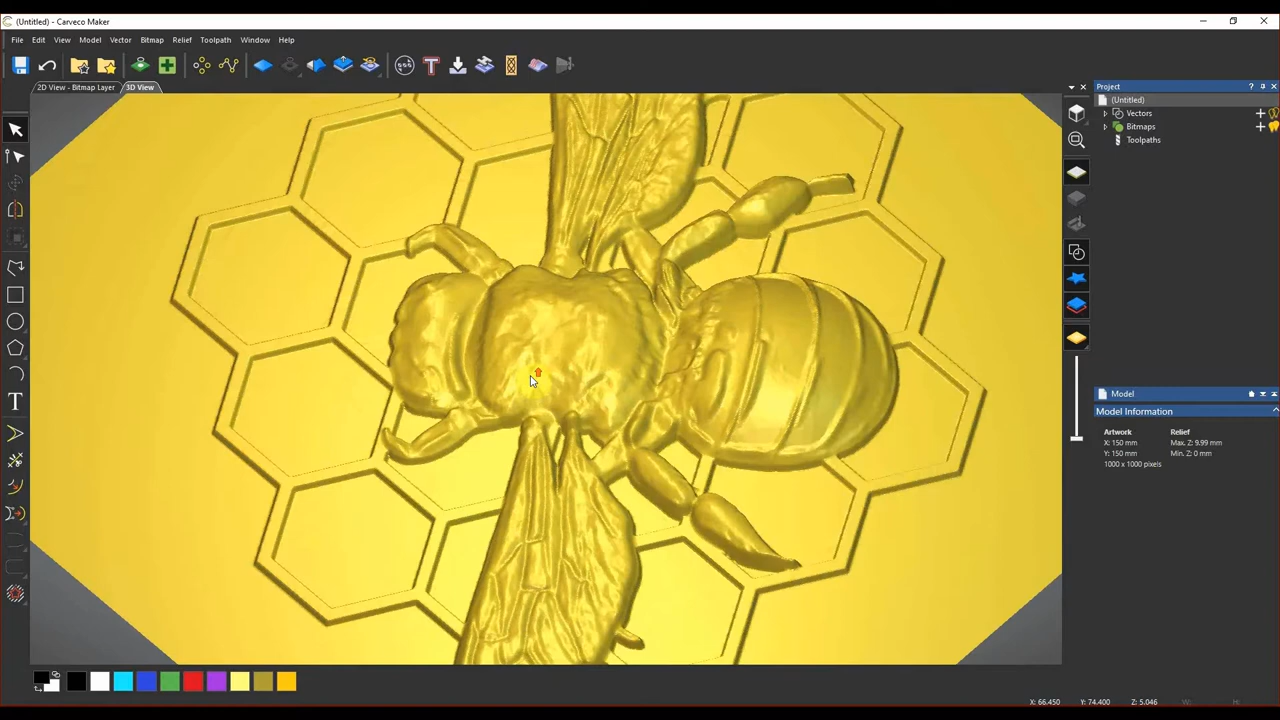 (Untitled) - Carveco Maker
File Edit View Model Vector Bitmap Relief Toolpath Window Help
2D View - Bitmap Layer 3D View
Project
(Untitled)
Vectors
Bitmaps
Toolpaths
Model
Model Information
Artwork Relief
X: 150 mm Max. Z: 9.99 mm
Y: 150 mm Min. Z: 0 mm
1000 x 1000 pixels
X: 66.450 Y: 74.400 Z: 5.046 W: H: